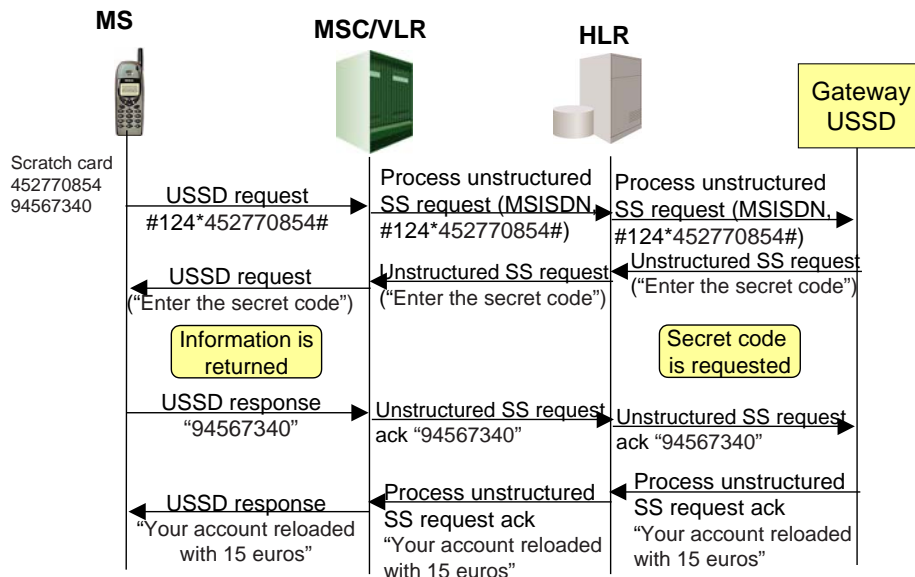 MS
MSC/VLR
HLR
Gateway
USSD
Scratch card
452770854
94567340
USSD request
#124*452770854#
Process unstructured
SS request (MSISDN,
#124*452770854#)
Process unstructured
SS request (MSISDN,
#124*452770854#)
USSD request
("Enter the secret code")
Unstructured SS request
("Enter the secret code")
Unstructured SS request
("Enter the secret code")
Information is
returned
Secret code
is requested
USSD response
“94567340”
Unstructured SS request
ack “94567340”
Unstructured SS request
ack “94567340”
USSD response
“Your account reloaded
with 15 euros”
Process unstructured
SS request ack
“Your account reloaded
with 15 euros”
Process unstructured
SS request ack
“Your account reloaded
with 15 euros”